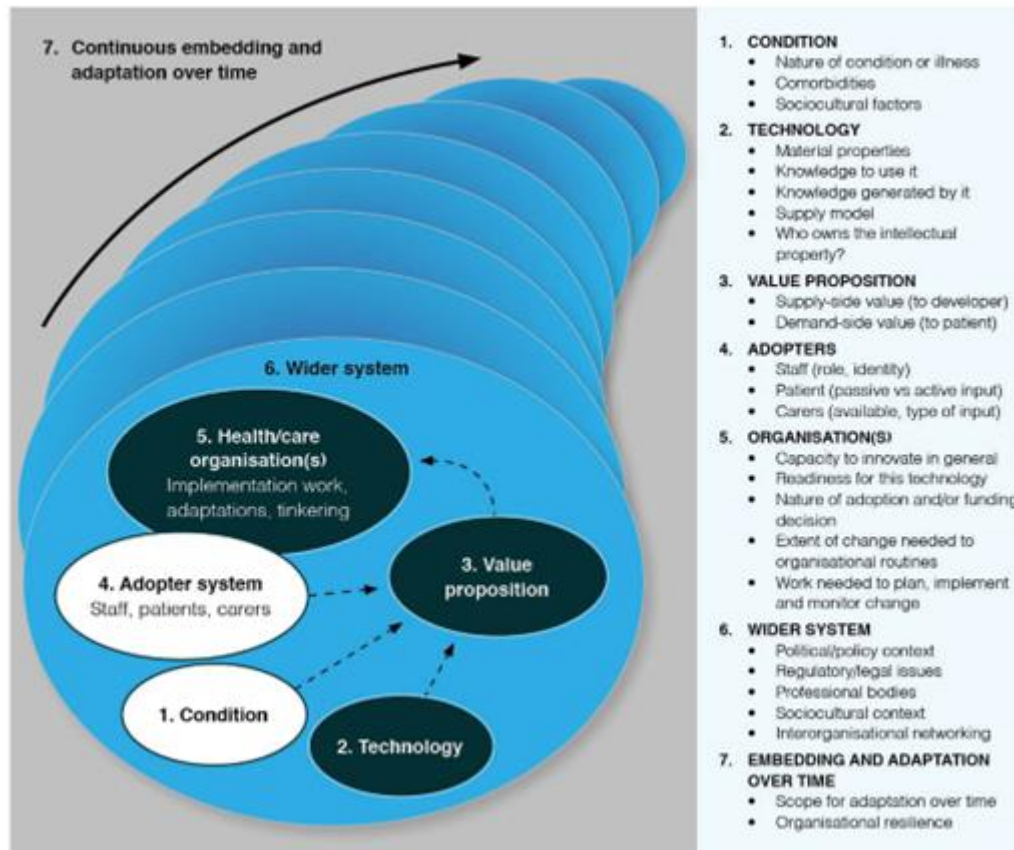 7. Continuous embedding and
adaptation over time
6. Wider system
5. Health/care
organisation(s)
Implementation work,
adaptations, tinkering
3. Value
proposition
4. Adopter system
Staff, patients, carers
1. Condition
2. Technology
1. CONDITION
• Nature of condition or illness
• Comorbidities
• Sociocultural factors
2. TECHNOLOGY
• Material properties
• Knowledge to use it
• Knowledge generated by it
• Supply model
• Who owns the intellectual
property?
3. VALUE PROPOSITION
• Supply-side value (to developer)
• Demand-side value (to patient)
4. ADOPTERS
• Staff (role, identity)
• Patient (passive vs active input)
• Carers (available, type of input)
5. ORGANISATION(S)
• Capacity to innovate in general
• Readiness for this technology
• Nature of adoption and/or funding
decision
• Extent of change needed to
organisational routines
• Work needed to plan, implement
and monitor change
6. WIDER SYSTEM
• Political/policy context
• Regulatory/legal issues
• Professional bodies
• Sociocultural context
• Interorganisational networking
7. EMBEDDING AND ADAPTATION
OVER TIME
• Scope for adaptation over time
• Organisational resilience